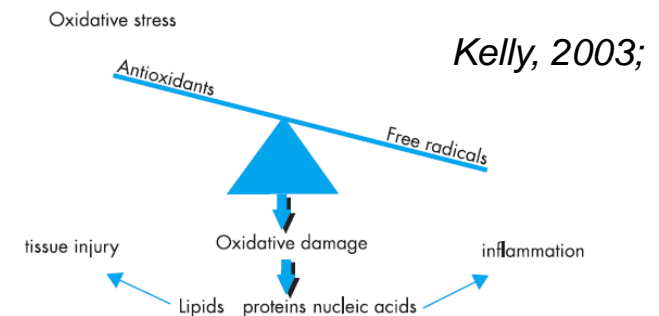 Oxidative stress
Kelly, 2003;
Antioxidants
Free radicals
tissue injury
Oxidative damage
inflammation
Lipids proteins nucleic acids